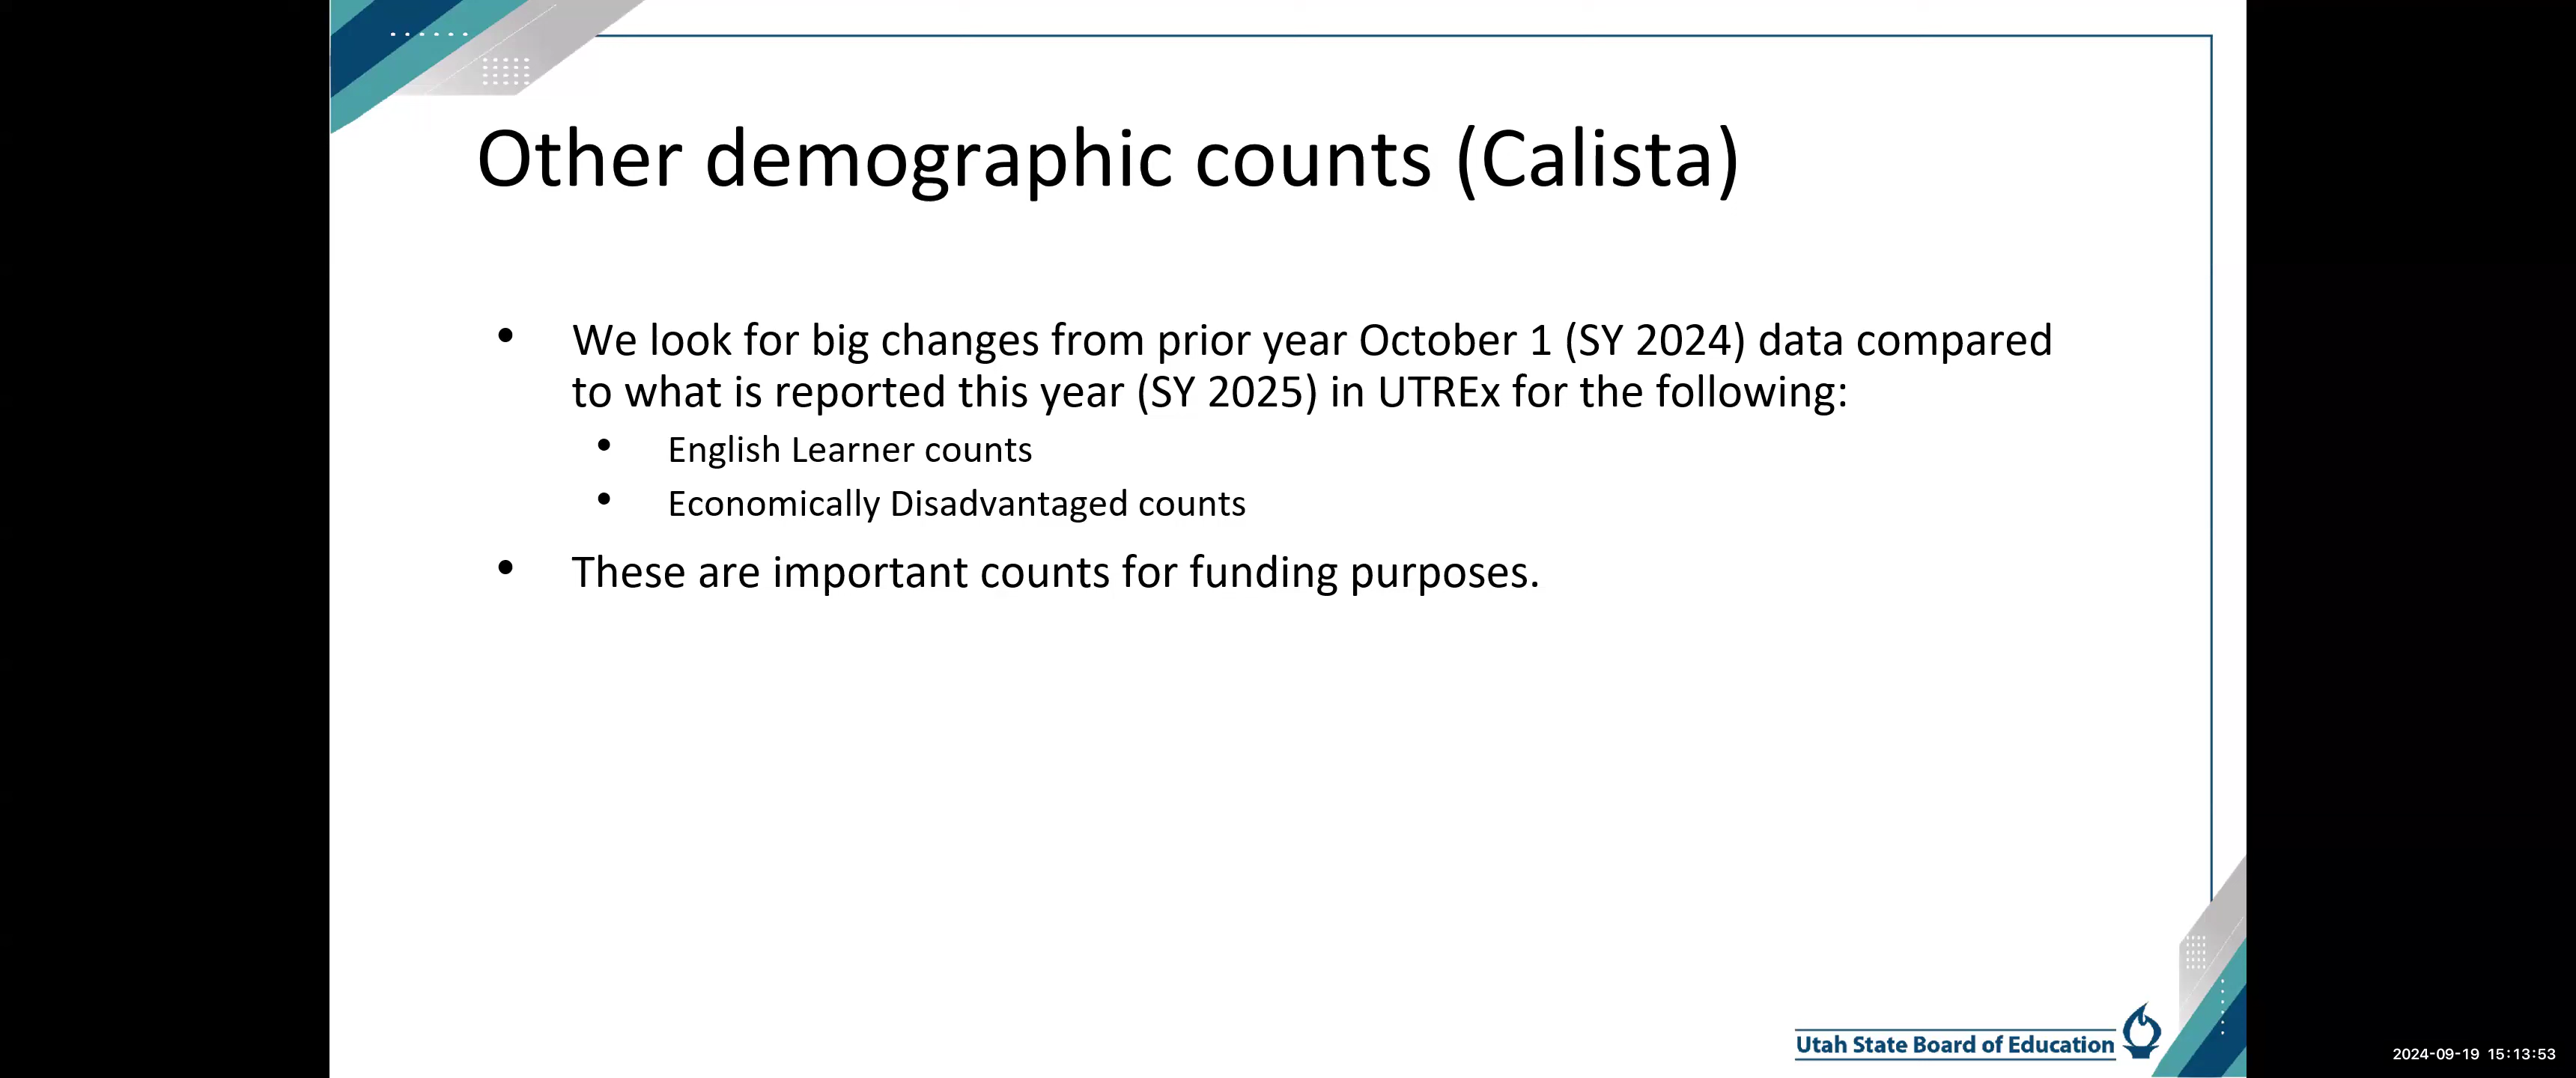 Other demographic counts (Calista)
• We look for big changes from prior year October 1 (SY 2024) data compared
to what is reported this year (SY 2025) in UTREx for the following:
• English Learner counts
• Economically Disadvantaged counts
• These are important counts for funding purposes.
Utah State Board of Education
2024-09-19 15:13:53